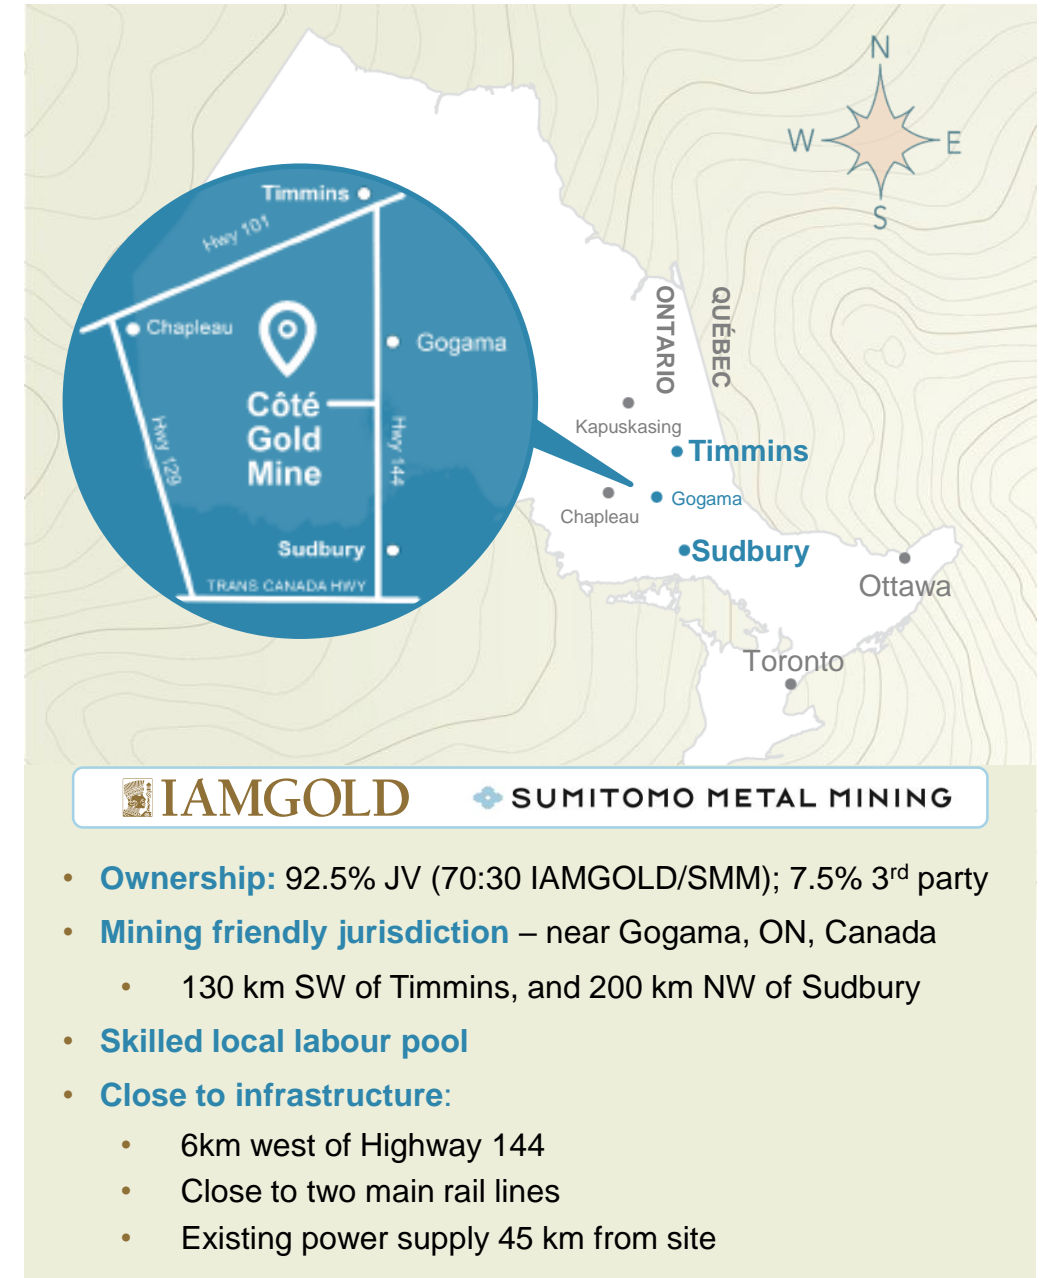 N
W
E
S
Timmins
Hwy 101
Chapleau
Gogama
Côté
Gold
Mine
Hwy 129
Hwy 144
Sudbury
TRANS CANADA HWY
ONTARIO
QUÉBEC
Kapuskasing
Timmins
Gogama
Chapleau
Sudbury
Ottawa
Toronto
IAMGOLD
SUMITOMO METAL MINING
• Ownership: 92.5% JV (70:30 IAMGOLD/SMM); 7.5% 3rd party
• Mining friendly jurisdiction – near Gogama, ON, Canada
• 130 km SW of Timmins, and 200 km NW of Sudbury
• Skilled local labour pool
• Close to infrastructure:
• 6km west of Highway 144
• Close to two main rail lines
• Existing power supply 45 km from site